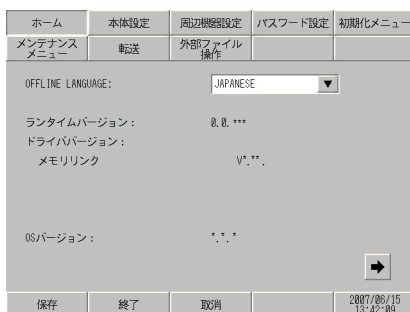 ホーム 本体設定 周辺機器設定 パスワード設定 初期化メニュー
メンテナンス
メニュー
転送
外部ファイル
操作
OFFLINE LANGUAGE: JAPANESE
ランタイムバージョン : 0.0.***
ドライババージョン :
メモリリンク V*.**.
OSバージョン : *.*.*
保存 終了 取消 2007/06/15
13:42:09